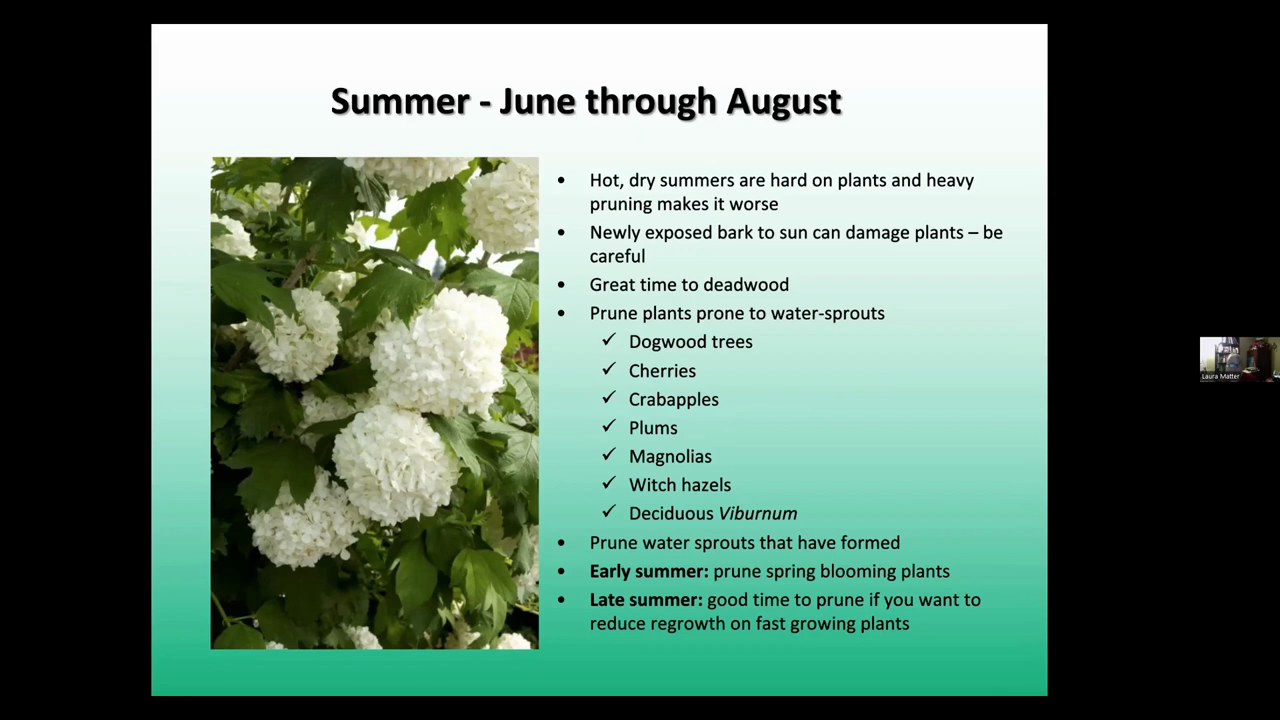 Summer - June through August
• Hot, dry summers are hard on plants and heavy
pruning makes it worse
• Newly exposed bark to sun can damage plants – be
careful
• Great time to deadwood
• Prune plants prone to water-sprouts
✓ Dogwood trees
✓ Cherries
✓ Crabapples
✓ Plums
✓ Magnolias
✓ Witch hazels
✓ Deciduous Viburnum
• Prune water sprouts that have formed
• Early summer: prune spring blooming plants
• Late summer: good time to prune if you want to
reduce regrowth on fast growing plants
Laura Matter